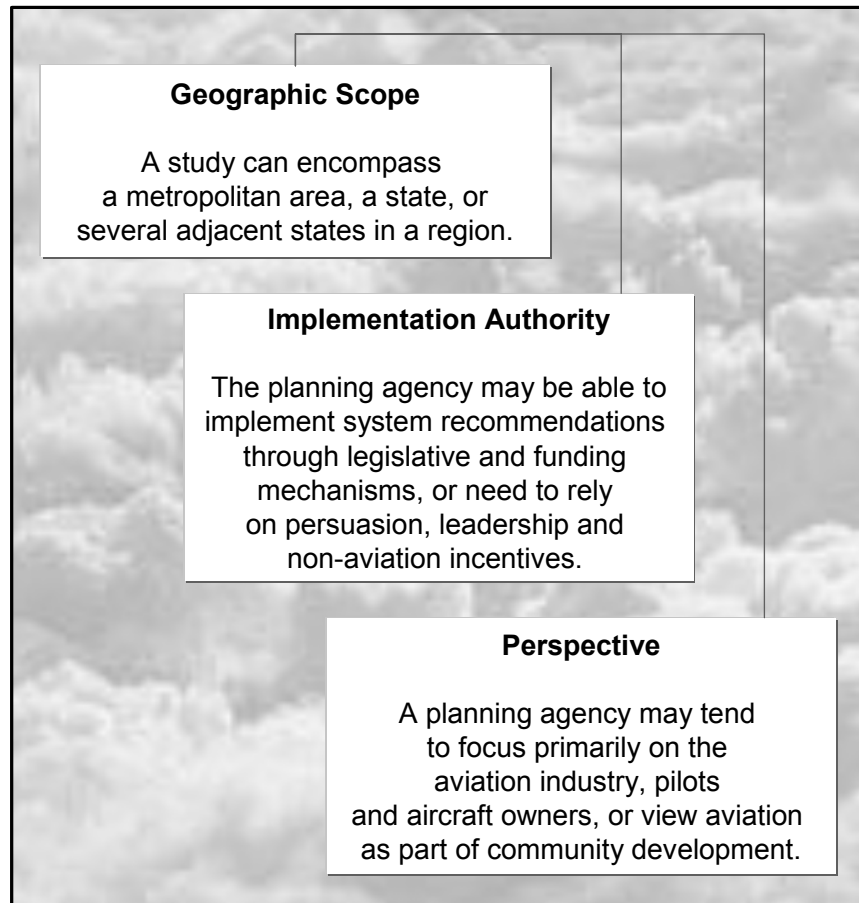 Geographic Scope
A study can encompass
a metropolitan area, a state, or
several adjacent states in a region.
Implementation Authority
The planning agency may be able to
implement system recommendations
through legislative and funding
mechanisms, or need to rely
on persuasion, leadership and
non-aviation incentives.
Perspective
A planning agency may tend
to focus primarily on the
aviation industry, pilots
and aircraft owners, or view aviation
as part of community development.